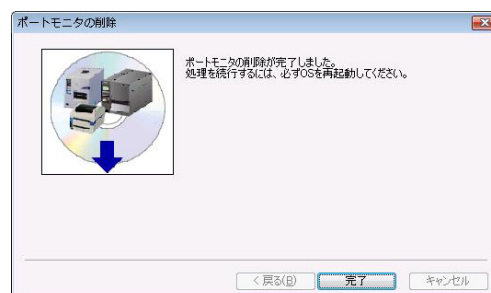 ポートモニタの削除
ポートモニタの削除が完了しました。
処理を続行するには、必ずOSを再起動してください。
< 戻る(B)
完了
キャンセル